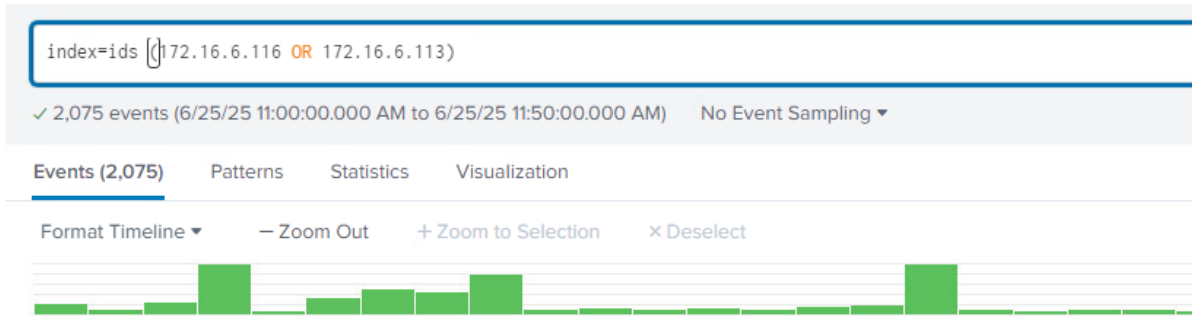 index=ids (172.16.6.116 OR 172.16.6.113)
✓ 2,075 events (6/25/25 11:00:00.000 AM to 6/25/25 11:50:00.000 AM) No Event Sampling ▾
Events (2,075) Patterns Statistics Visualization
Format Timeline ▾ — Zoom Out + Zoom to Selection × Deselect